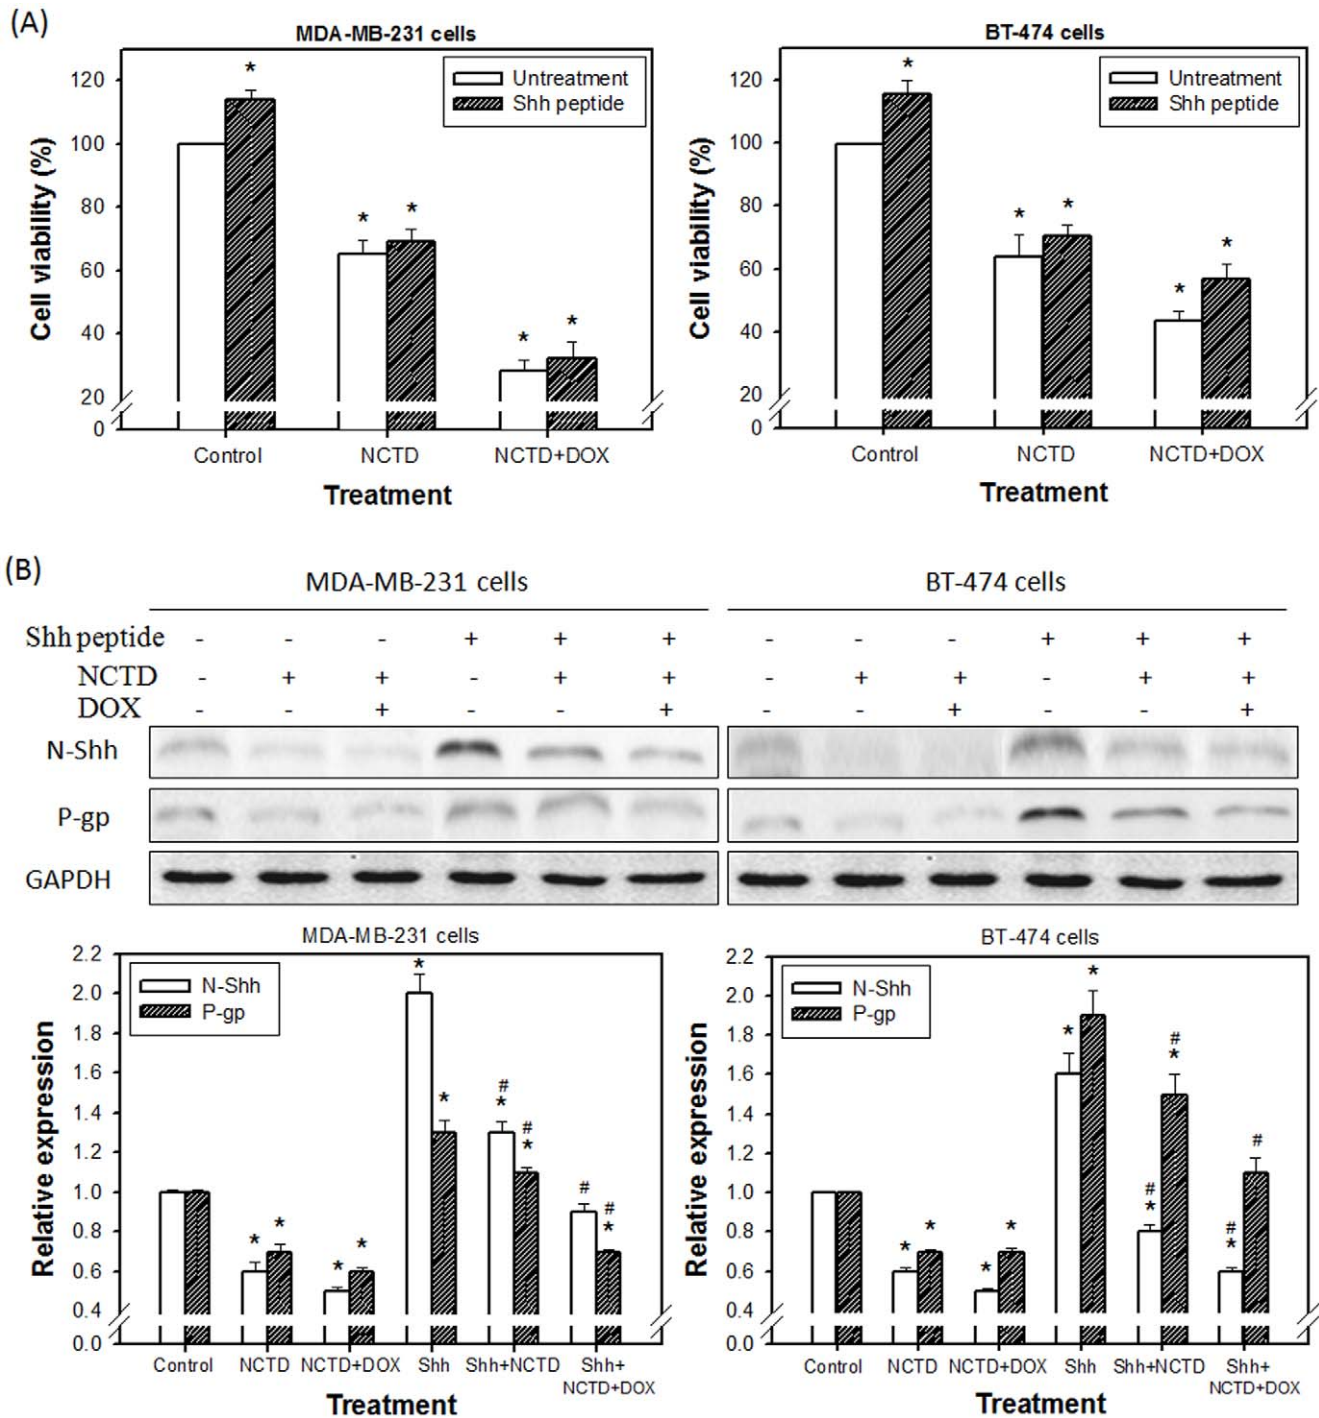 (A)
MDA-MB-231 cells
BT-474 cells
Untreatment
Shh peptide
Untreatment
Shh peptide
Cell viability (%)
120
100
80
60
40
20
0
* * * * *
Control NCTD NCTD+DOX
Treatment
Cell viability (%)
120
100
80
60
40
20
0
* * * * *
Control NCTD NCTD+DOX
Treatment
(B)
MDA-MB-231 cells BT-474 cells
Shh peptide - - - + + + - - - + + +
NCTD - + + - + + - + + - + +
DOX - - + - - + - - + - - +
N-Shh
P-gp
GAPDH
MDA-MB-231 cells
N-Shh
P-gp
Relative expression
2.2
2.0
1.8
1.6
1.4
1.2
1.0
0.8
0.6
0.4
0.0
* * * * * * # * # * # # *
Control NCTD NCTD+DOX Shh Shh+NCTD Shh+
NCTD+DOX
Treatment
BT-474 cells
N-Shh
P-gp
Relative expression
2.2
2.0
1.8
1.6
1.4
1.2
1.0
0.8
0.6
0.4
0.0
* * * * * * # * # * # * #
Control NCTD NCTD+DOX Shh Shh+NCTD Shh+
NCTD+DOX
Treatment